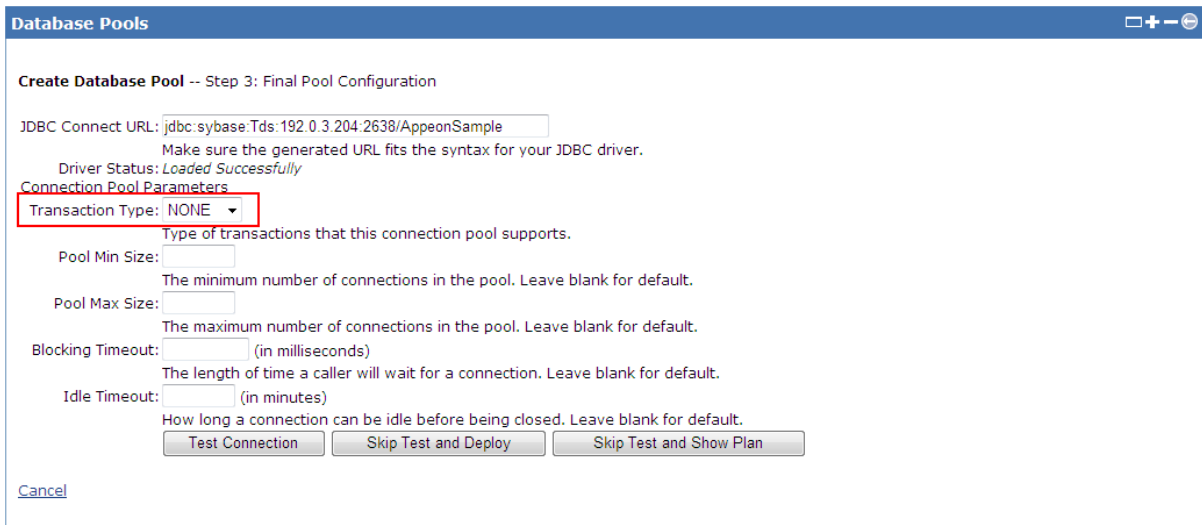 Database Pools
Create Database Pool -- Step 3: Final Pool Configuration
JDBC Connect URL: jdbc:sybase:Tds:192.0.3.204:2638/AppeonSample
Make sure the generated URL fits the syntax for your JDBC driver.
Driver Status: Loaded Successfully
Connection Pool Parameters
Transaction Type: NONE
Type of transactions that this connection pool supports.
Pool Min Size:
The minimum number of connections in the pool. Leave blank for default.
Pool Max Size:
The maximum number of connections in the pool. Leave blank for default.
Blocking Timeout: (in milliseconds)
The length of time a caller will wait for a connection. Leave blank for default.
Idle Timeout: (in minutes)
How long a connection can be idle before being closed. Leave blank for default.
Test Connection Skip Test and Deploy Skip Test and Show Plan
Cancel